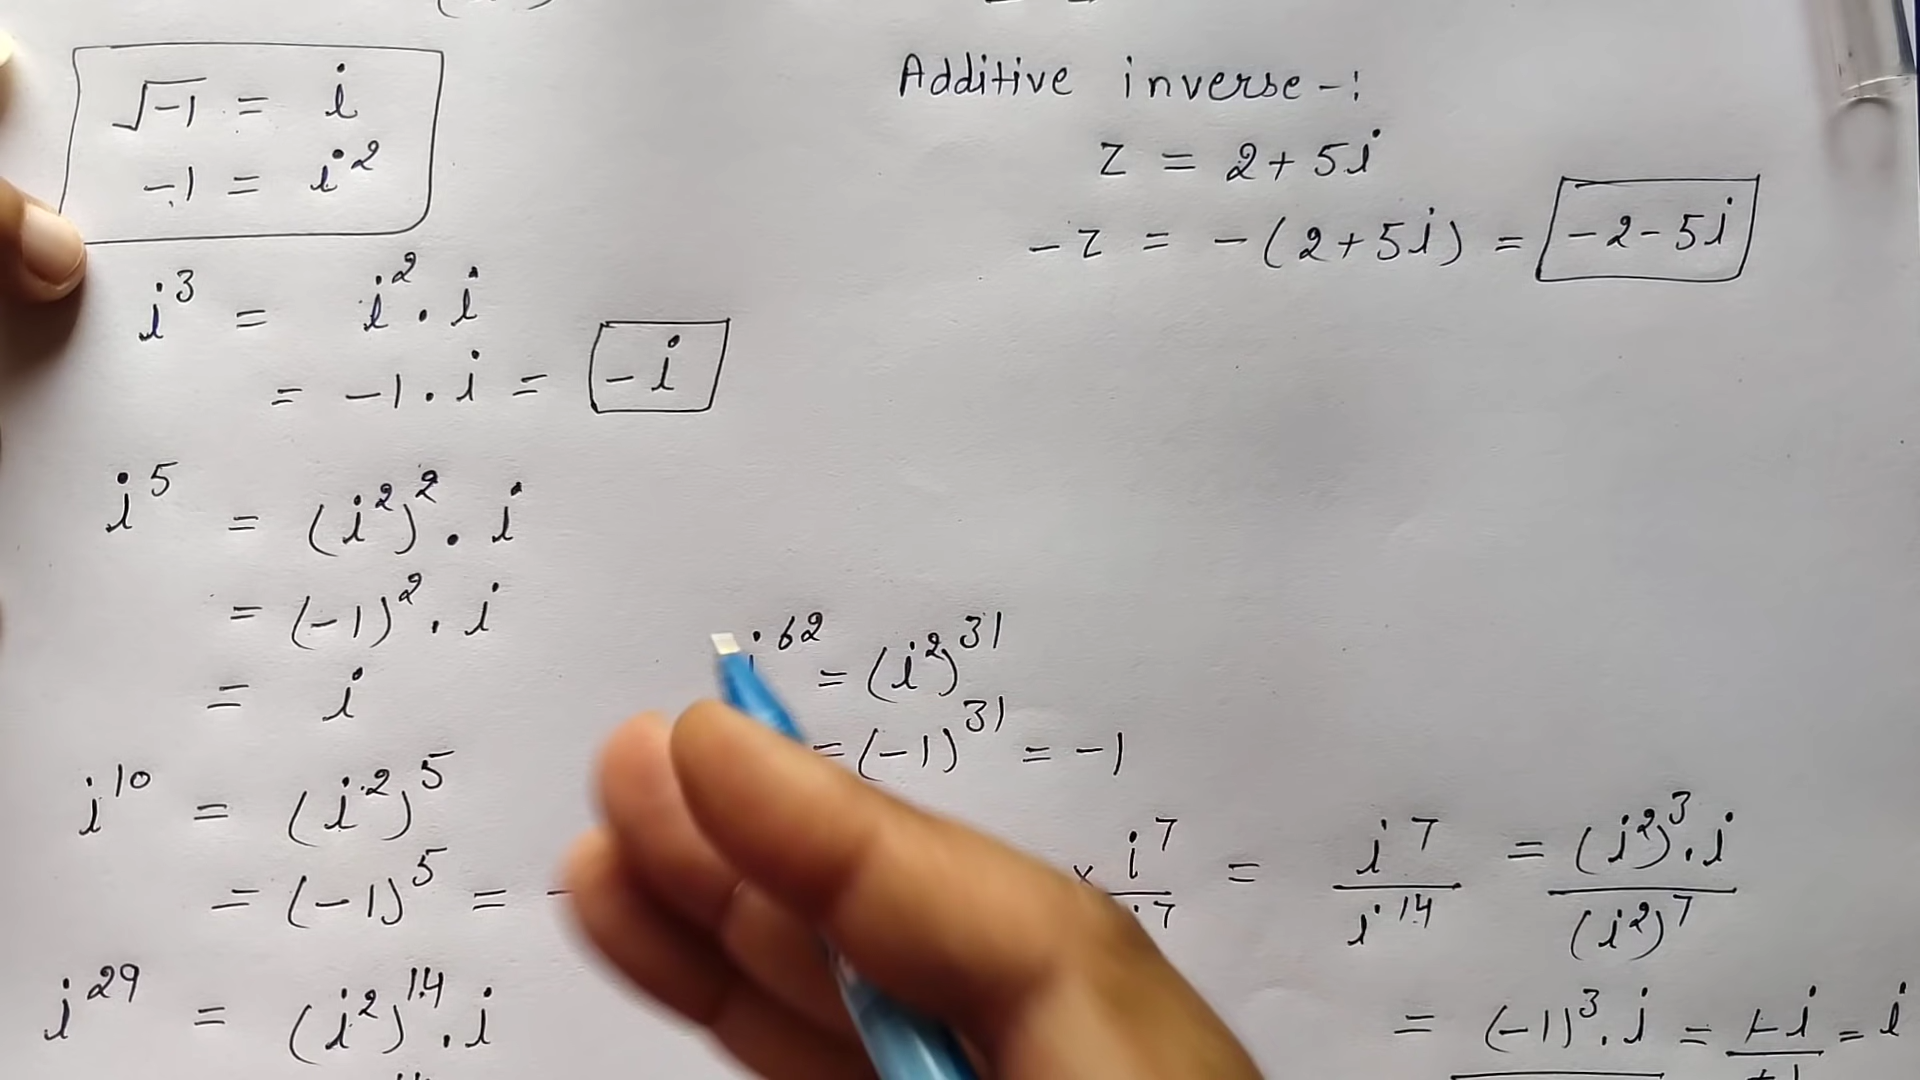 √-1 = i
-1 = i²
i³ = i² . i
= -1 . i = -i
i⁵ = (i²)² . i
= (-1)² . i
= i
i¹⁰ = (i²)⁵
= (-1)⁵ = -
i²⁹ = (i²)¹⁴ . i
Additive inverse -:
z = 2 + 5i
-z = -(2 + 5i) = -2 - 5i
i⁶² = (i²)³¹
= (-1)³¹ = -1
× i⁷/i⁷ = i⁷/i¹⁴ = (i²)³ . i/(i²)⁷
= (-1)³ . i = -i = i